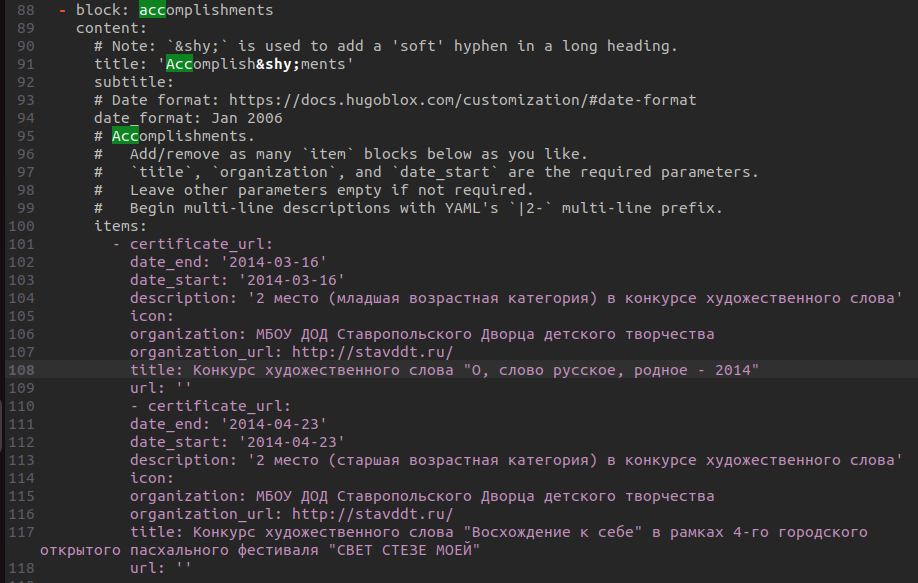 88 - block: accomplishments
89 content:
90 # Note: `&shy;` is used to add a 'soft' hyphen in a long heading.
91 title: 'Accomplish&shy;ments'
92 subtitle:
93 # Date format: https://docs.hugoblox.com/customization/#date-format
94 date_format: Jan 2006
95 # Accomplishments.
96 #   Add/remove as many `item` blocks below as you like.
97 #   `title`, `organization`, and `date_start` are the required parameters.
98 #   Leave other parameters empty if not required.
99 #   Begin multi-line descriptions with YAML's `|2-` multi-line prefix.
100 items:
101 - certificate_url:
102 date_end: '2014-03-16'
103 date_start: '2014-03-16'
104 description: '2 место (младшая возрастная категория) в конкурсе художественного слова'
105 icon:
106 organization: МБОУ ДОД Ставропольского Дворца детского творчества
107 organization_url: http://stavddt.ru/
108 title: Конкурс художественного слова "О, слово русское, родное - 2014"
109 url: ''
110 - certificate_url:
111 date_end: '2014-04-23'
112 date_start: '2014-04-23'
113 description: '2 место (старшая возрастная категория) в конкурсе художественного слова'
114 icon:
115 organization: МБОУ ДОД Ставропольского Дворца детского творчества
116 organization_url: http://stavddt.ru/
117 title: Конкурс художественного слова "Восхождение к себе" в рамках 4-го городского
открытого пасхального фестиваля "СВЕТ СТЕЗЕ МОЕЙ"
118 url: ''